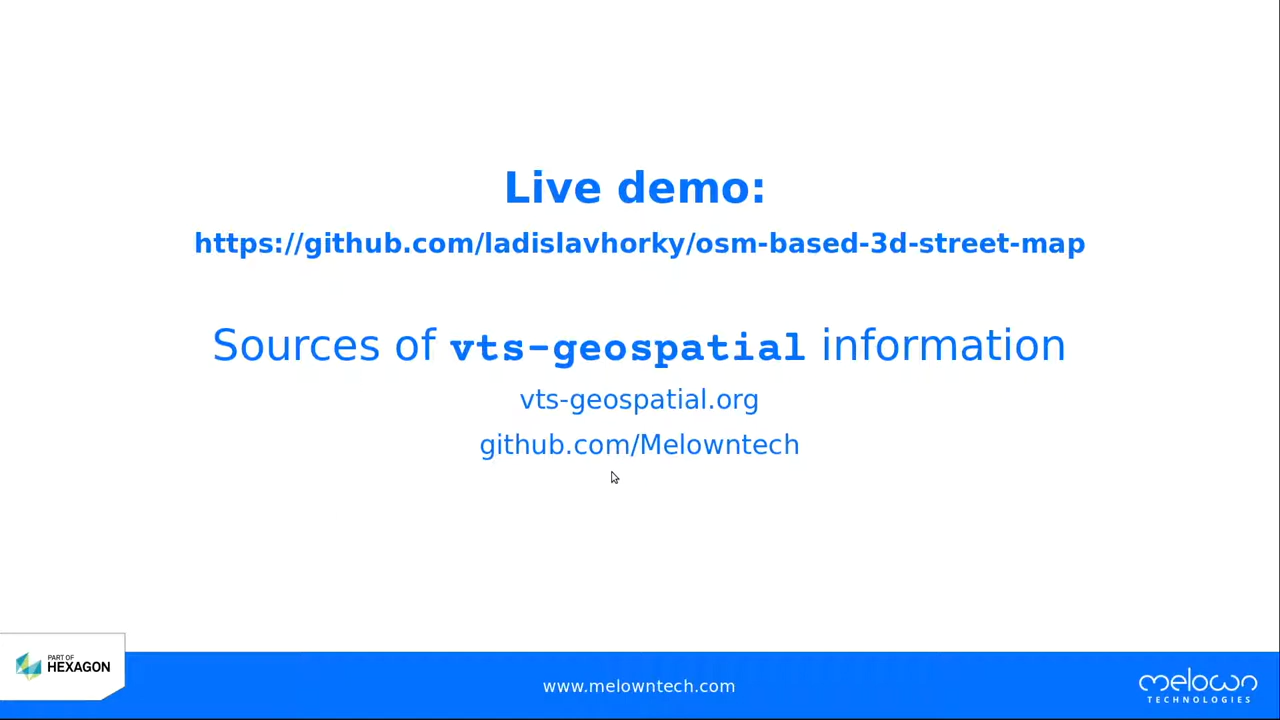 Live demo:
https://github.com/ladislavhorky/osm-based-3d-street-map
Sources of vts-geospatial information
vts-geospatial.org
github.com/Melowntech
PART OF
HEXAGON
www.melowntech.com
melown
TECHNOLOGIES